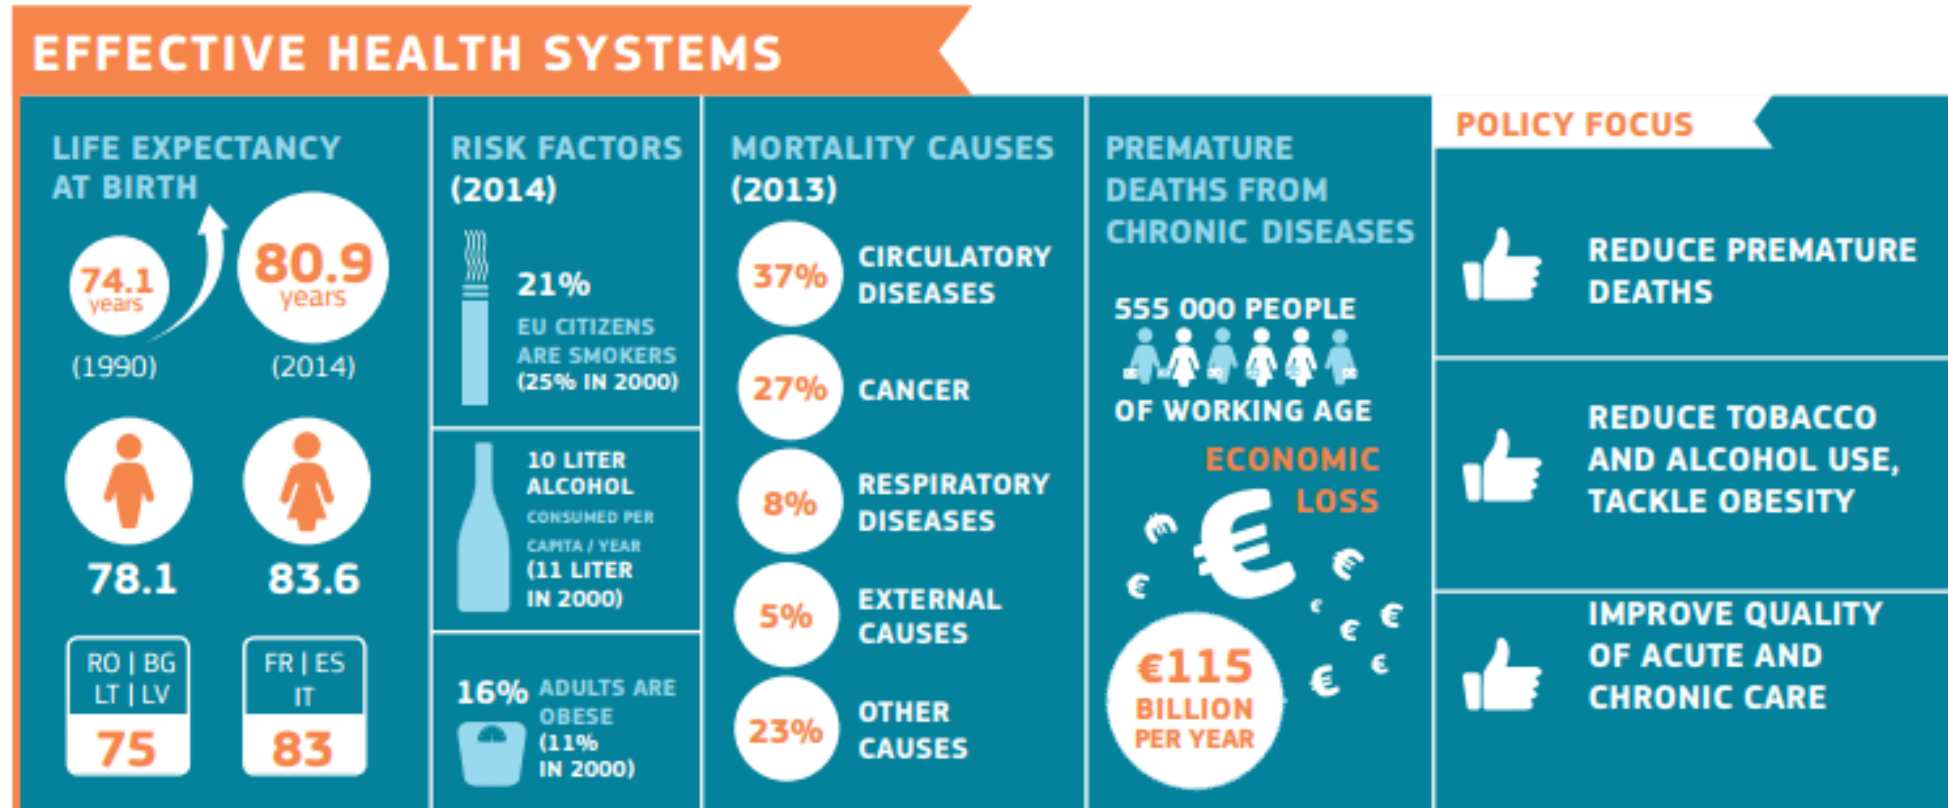 EFFECTIVE HEALTH SYSTEMS
LIFE EXPECTANCY
AT BIRTH
74.1
years
(1990)
80.9
years
(2014)
78.1
83.6
RO | BG
LT | LV
75
FR | ES
IT
83
RISK FACTORS
(2014)
21%
EU CITIZENS
ARE SMOKERS
(25% IN 2000)
10 LITER
ALCOHOL
CONSUMED PER
CAPITA / YEAR
(11 LITER
IN 2000)
16% ADULTS ARE
OBESE
(11%
IN 2000)
MORTALITY CAUSES
(2013)
37%
CIRCULATORY
DISEASES
27%
CANCER
8%
RESPIRATORY
DISEASES
5%
EXTERNAL
CAUSES
23%
OTHER
CAUSES
PREMATURE
DEATHS FROM
CHRONIC DISEASES
555 000 PEOPLE
OF WORKING AGE
ECONOMIC
LOSS
€
€
€
€
€
€
€
€
€
€115
BILLION
PER YEAR
POLICY FOCUS
REDUCE PREMATURE
DEATHS
REDUCE TOBACCO
AND ALCOHOL USE,
TACKLE OBESITY
IMPROVE QUALITY
OF ACUTE AND
CHRONIC CARE